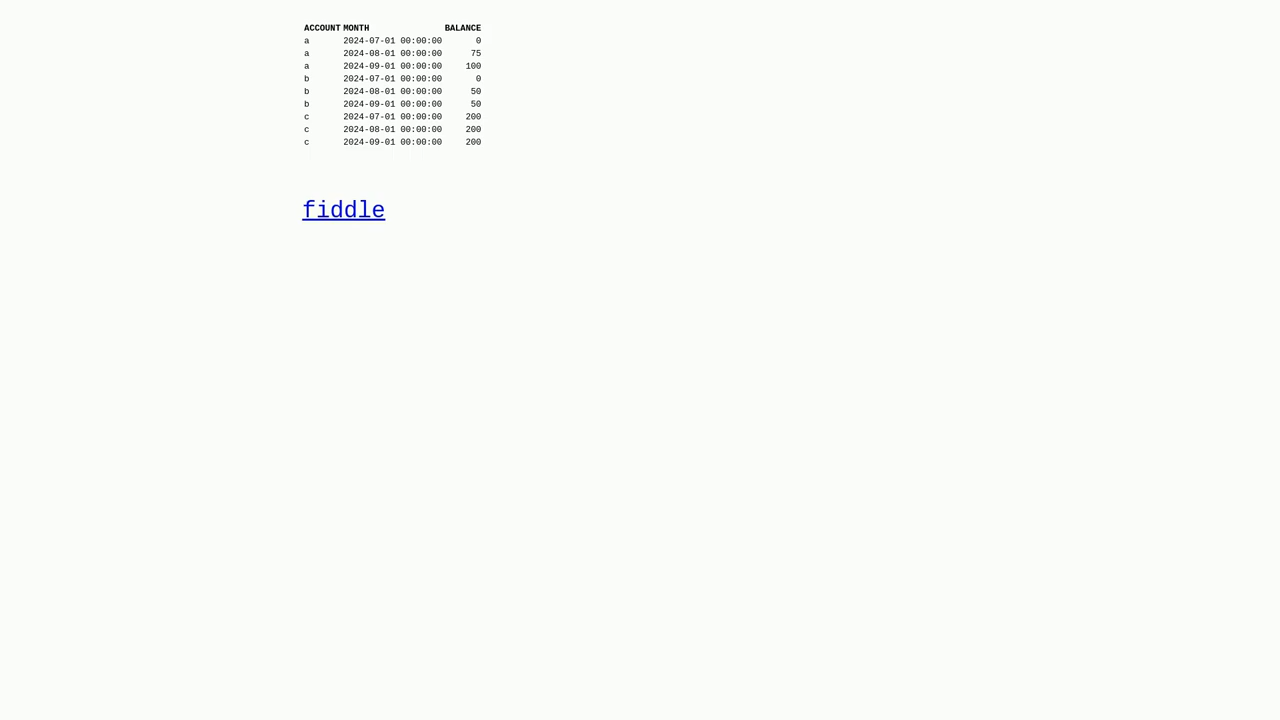 ACCOUNT MONTH BALANCE
a 2024-07-01 00:00:00 0
a 2024-08-01 00:00:00 75
a 2024-09-01 00:00:00 100
b 2024-07-01 00:00:00 0
b 2024-08-01 00:00:00 50
b 2024-09-01 00:00:00 50
c 2024-07-01 00:00:00 200
c 2024-08-01 00:00:00 200
c 2024-09-01 00:00:00 200
fiddle